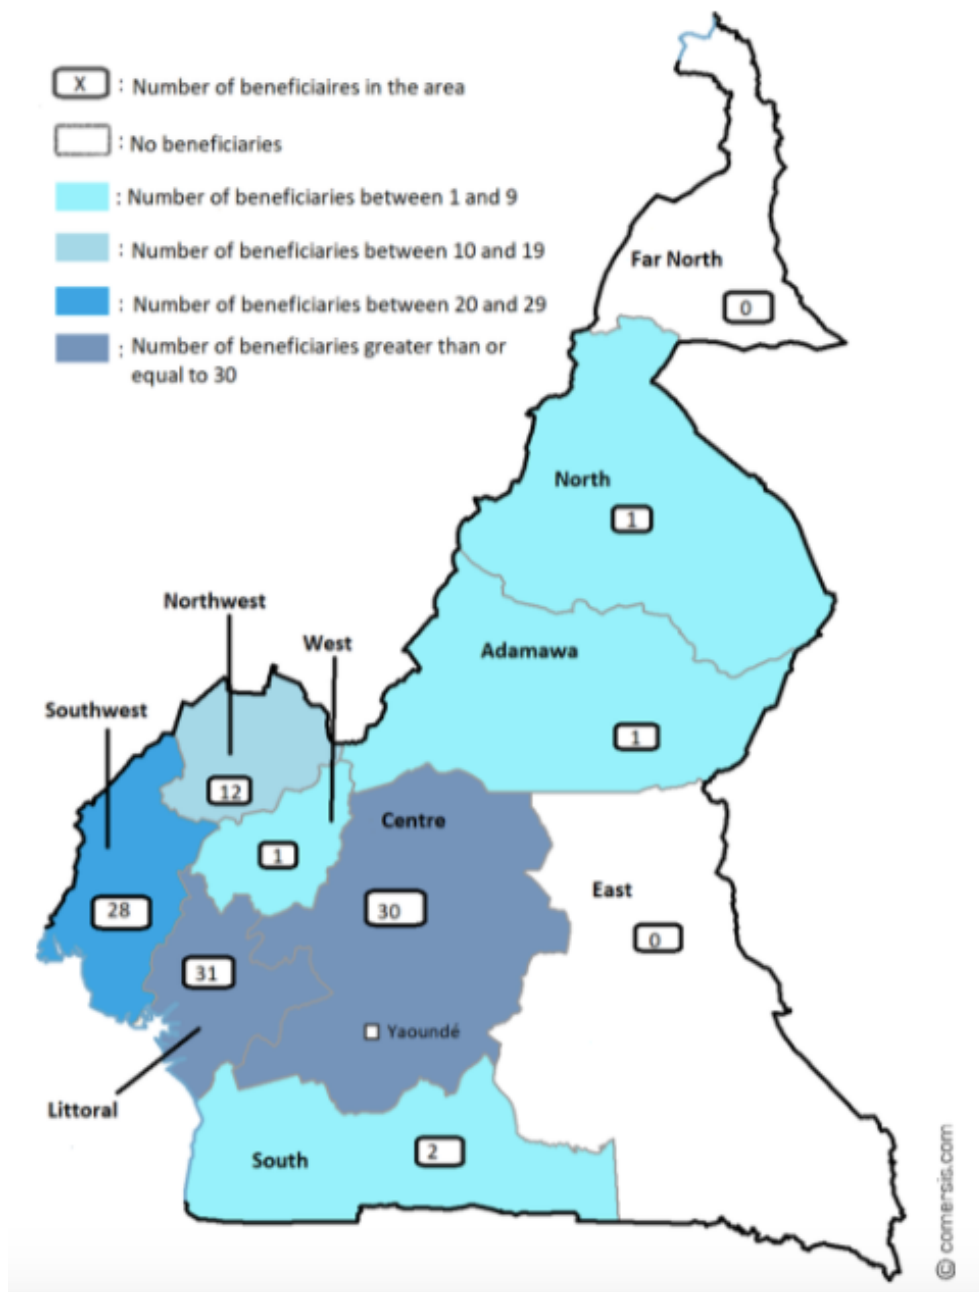 X : Number of beneficiaires in the area
: No beneficiaries
: Number of beneficiaries between 1 and 9
: Number of beneficiaries between 10 and 19
: Number of beneficiaries between 20 and 29
: Number of beneficiaries greater than or
equal to 30
Far North
0
North
1
Northwest
West
Adamawa
Southwest
1
12
Centre
1
East
28
30
0
31
Yaoundé
Littoral
South
2
© comersis.com